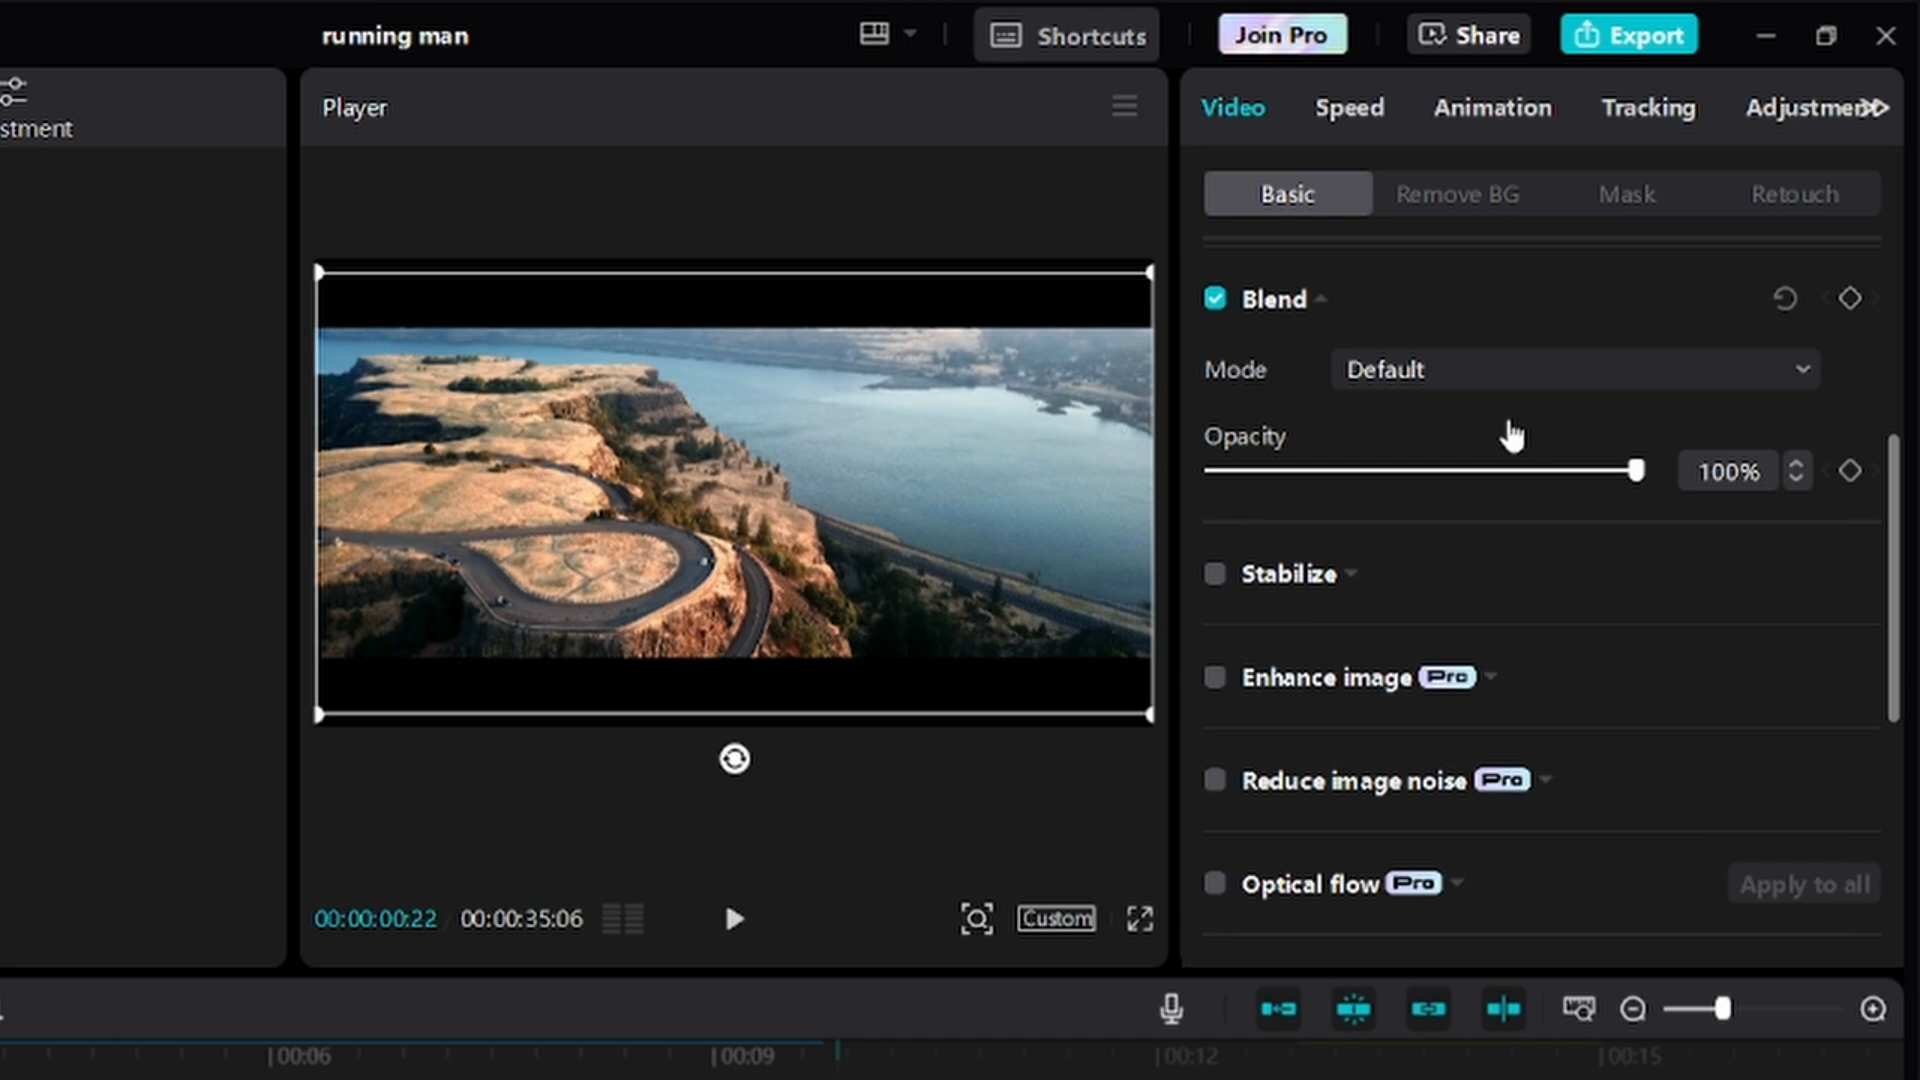 running man
Shortcuts
Join Pro
Share
Export
stment
Player
Video
Speed
Animation
Tracking
Adjustment
Basic
Remove BG
Mask
Retouch
Blend
Mode
Default
Opacity
100%
Stabilize
Enhance image Pro
Reduce image noise Pro
Optical flow Pro
Apply to all
00:00:00:22
00:00:35:06
Custom
00:06
00:09
00:12
00:15